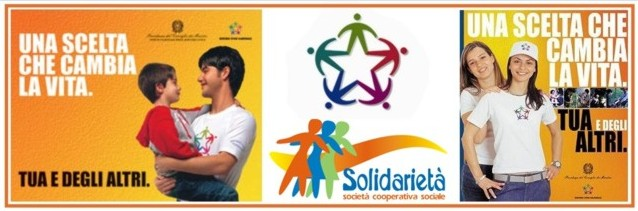 UNA SCELTA
CHE CAMBIA
LA VITA.
TUA E DEGLI ALTRI.
Solidarietà
società cooperativa sociale
UNA SCELTA CHE
CAMBIA
LA VITA.
TUA E DEGLI
ALTRI.